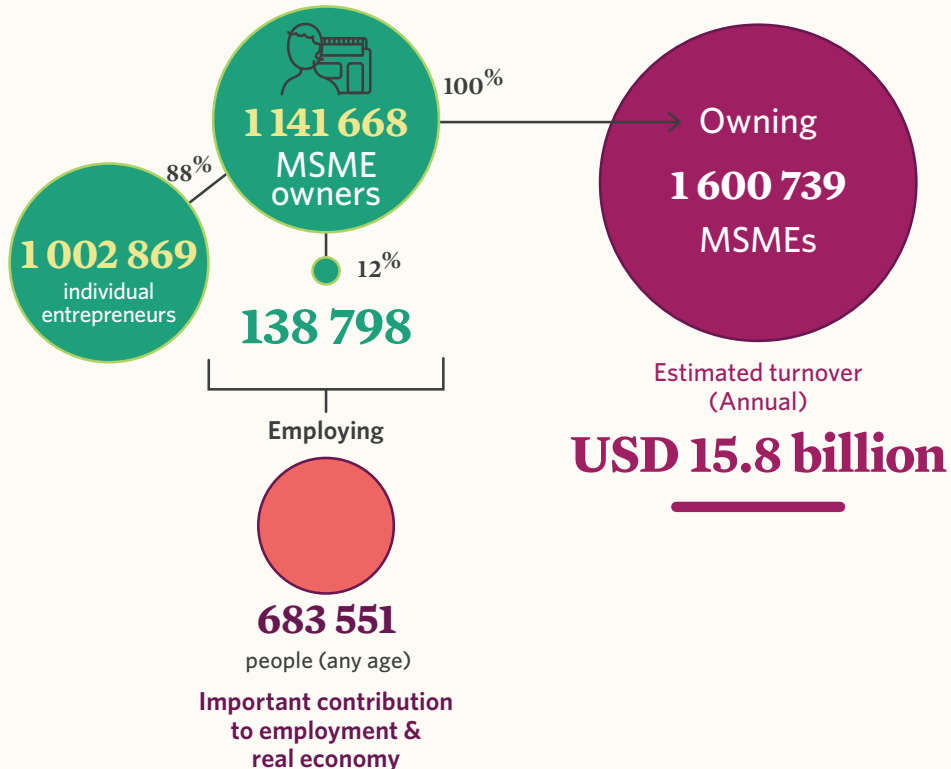 1 141 668
MSME
owners
100%
Owning
1 600 739
MSMEs
88%
1 002 869
individual
entrepreneurs
12%
138 798
Estimated turnover
(Annual)
USD 15.8 billion
Employing
683 551
people (any age)
Important contribution
to employment &
real economy